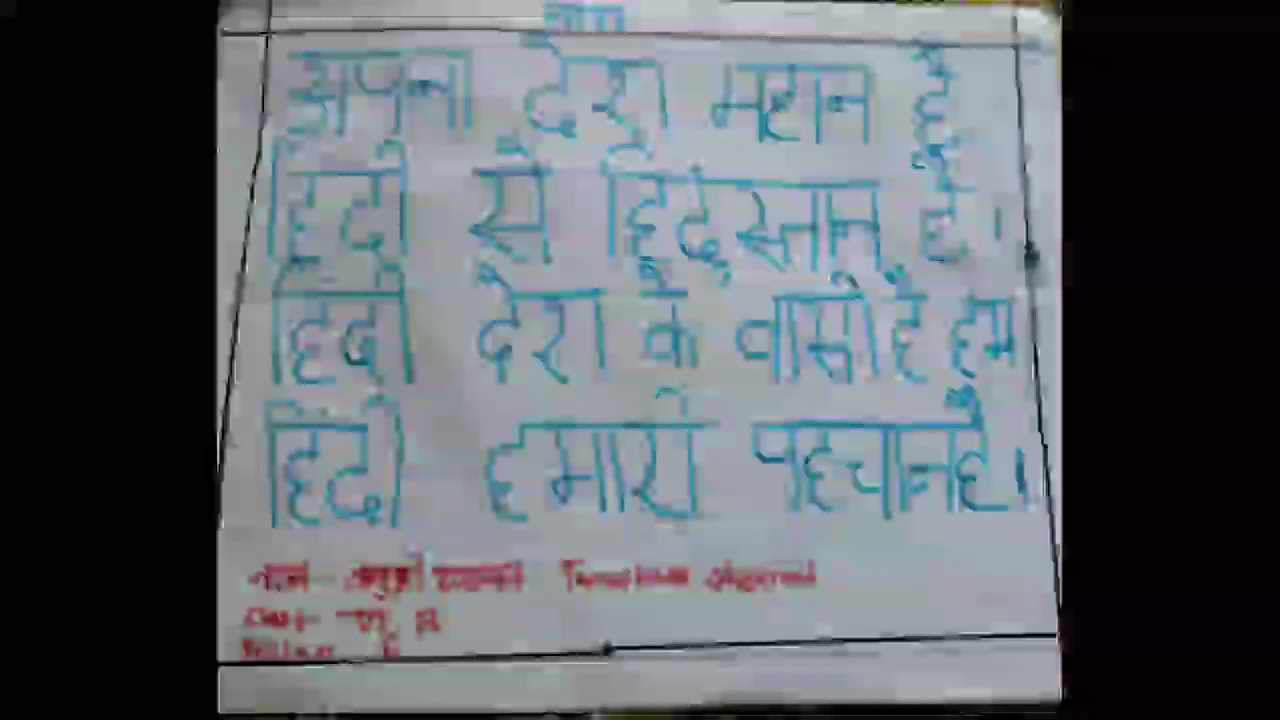 नारा
अपना देश महान है
हिंदी से हिंदुस्तान है।
हिंदी देश के वासी है हम
हिंदी हमारी पहचान है।
नाम-